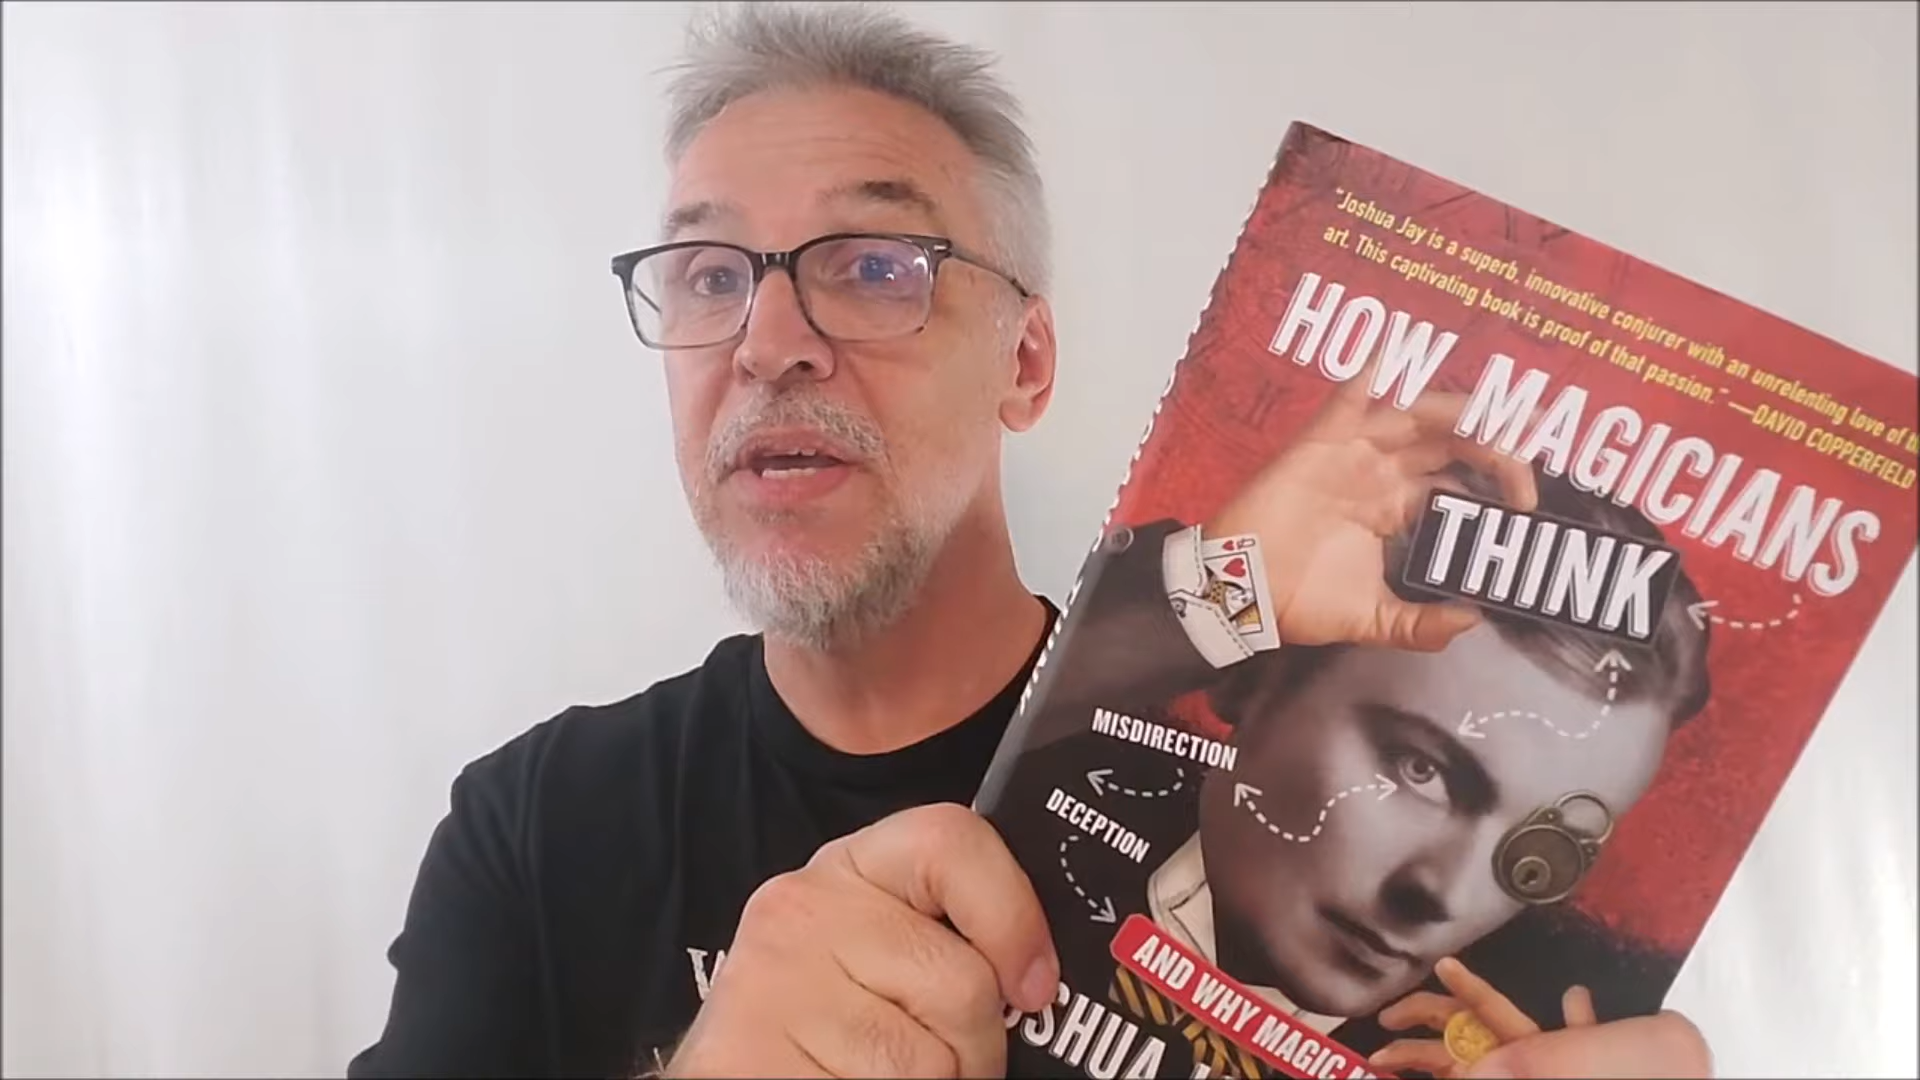 "Joshua Jay is a superb, innovative conjurer with an unrelenting love of
art. This captivating book is proof of that passion." —DAVID COPPERFIELD
HOW MAGICIANS
THINK
MISDIRECTION
DECEPTION
AND WHY MAGIC
OSHUA